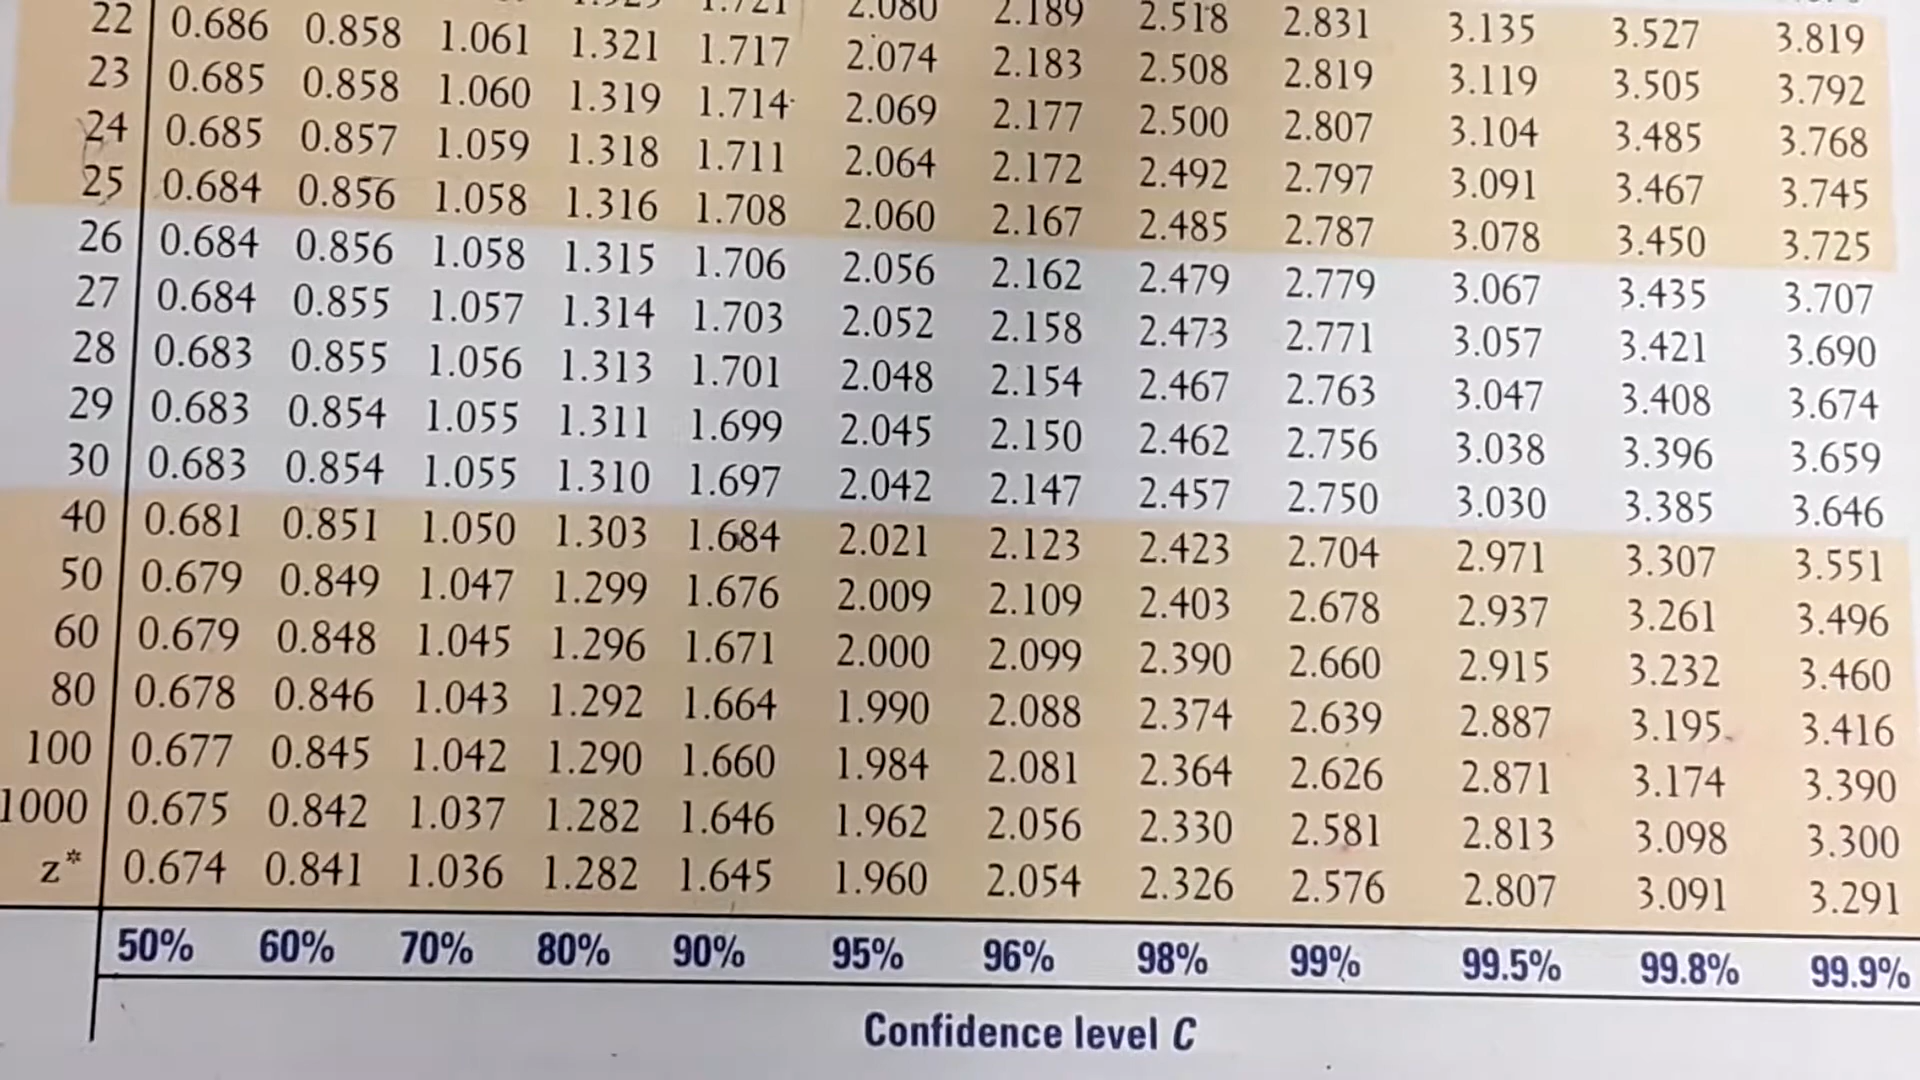 1.721 2.080 2.189 2.518 2.831 3.135 3.527 3.819
22 0.686 0.858 1.061 1.321 1.717 2.074 2.183 2.508 2.819 3.119 3.505 3.792
23 0.685 0.858 1.060 1.319 1.714 2.069 2.177 2.500 2.807 3.104 3.485 3.768
24 0.685 0.857 1.059 1.318 1.711 2.064 2.172 2.492 2.797 3.091 3.467 3.745
25 0.684 0.856 1.058 1.316 1.708 2.060 2.167 2.485 2.787 3.078 3.450 3.725
26 0.684 0.856 1.058 1.315 1.706 2.056 2.162 2.479 2.779 3.067 3.435 3.707
27 0.684 0.855 1.057 1.314 1.703 2.052 2.158 2.473 2.771 3.057 3.421 3.690
28 0.683 0.855 1.056 1.313 1.701 2.048 2.154 2.467 2.763 3.047 3.408 3.674
29 0.683 0.854 1.055 1.311 1.699 2.045 2.150 2.462 2.756 3.038 3.396 3.659
30 0.683 0.854 1.055 1.310 1.697 2.042 2.147 2.457 2.750 3.030 3.385 3.646
40 0.681 0.851 1.050 1.303 1.684 2.021 2.123 2.423 2.704 2.971 3.307 3.551
50 0.679 0.849 1.047 1.299 1.676 2.009 2.109 2.403 2.678 2.937 3.261 3.496
60 0.679 0.848 1.045 1.296 1.671 2.000 2.099 2.390 2.660 2.915 3.232 3.460
80 0.678 0.846 1.043 1.292 1.664 1.990 2.088 2.374 2.639 2.887 3.195 3.416
100 0.677 0.845 1.042 1.290 1.660 1.984 2.081 2.364 2.626 2.871 3.174 3.390
1000 0.675 0.842 1.037 1.282 1.646 1.962 2.056 2.330 2.581 2.813 3.098 3.300
z* 0.674 0.841 1.036 1.282 1.645 1.960 2.054 2.326 2.576 2.807 3.091 3.291
50% 60% 70% 80% 90% 95% 96% 98% 99% 99.5% 99.8% 99.9%
Confidence level C